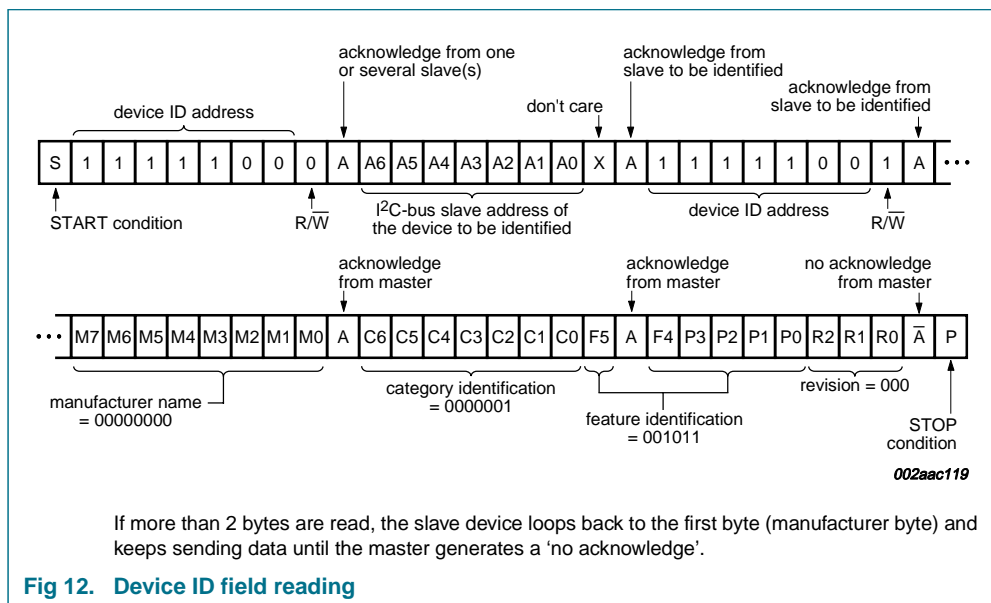 acknowledge from one
or several slave(s)
acknowledge from
slave to be identified
acknowledge from
slave to be identified
device ID address
don't care
S 1 1 1 1 1 0 0 0 A A6 A5 A4 A3 A2 A1 A0 X A 1 1 1 1 1 0 0 1 A •••
START condition
R/W̅
I²C-bus slave address of
the device to be identified
device ID address
R/W̅
acknowledge
from master
acknowledge
from master
no acknowledge
from master
••• M7 M6 M5 M4 M3 M2 M1 M0 A C6 C5 C4 C3 C2 C1 C0 F5 A F4 P3 P2 P1 P0 R2 R1 R0 A̅ P
manufacturer name
= 00000000
category identification
= 0000001
feature identification
= 001011
revision = 000
STOP
condition
002aac119
If more than 2 bytes are read, the slave device loops back to the first byte (manufacturer byte) and
keeps sending data until the master generates a ‘no acknowledge’.
Fig 12. Device ID field reading